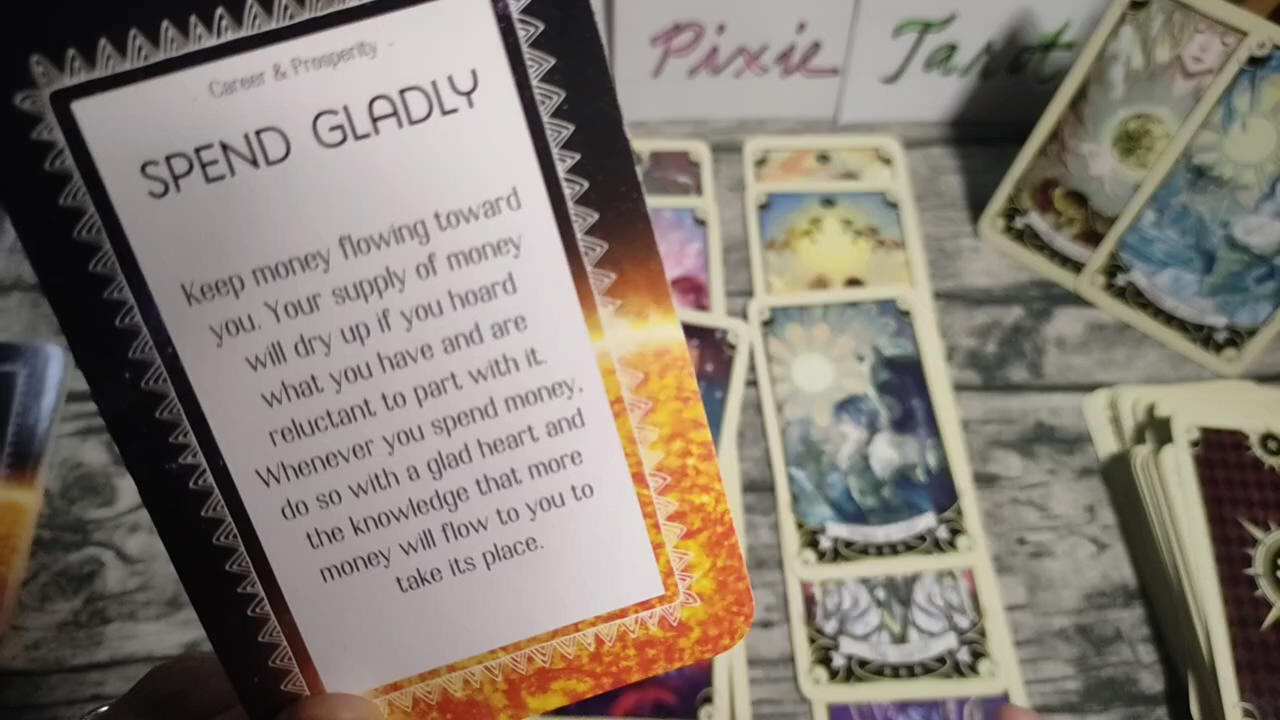 Career & Prosperity -
SPEND GLADLY
Keep money flowing toward
you. Your supply of money
will dry up if you hoard
what you have and are
reluctant to part with it.
Whenever you spend money,
do so with a glad heart and
the knowledge that more
money will flow to you to
take its place.
Pixie Tarot